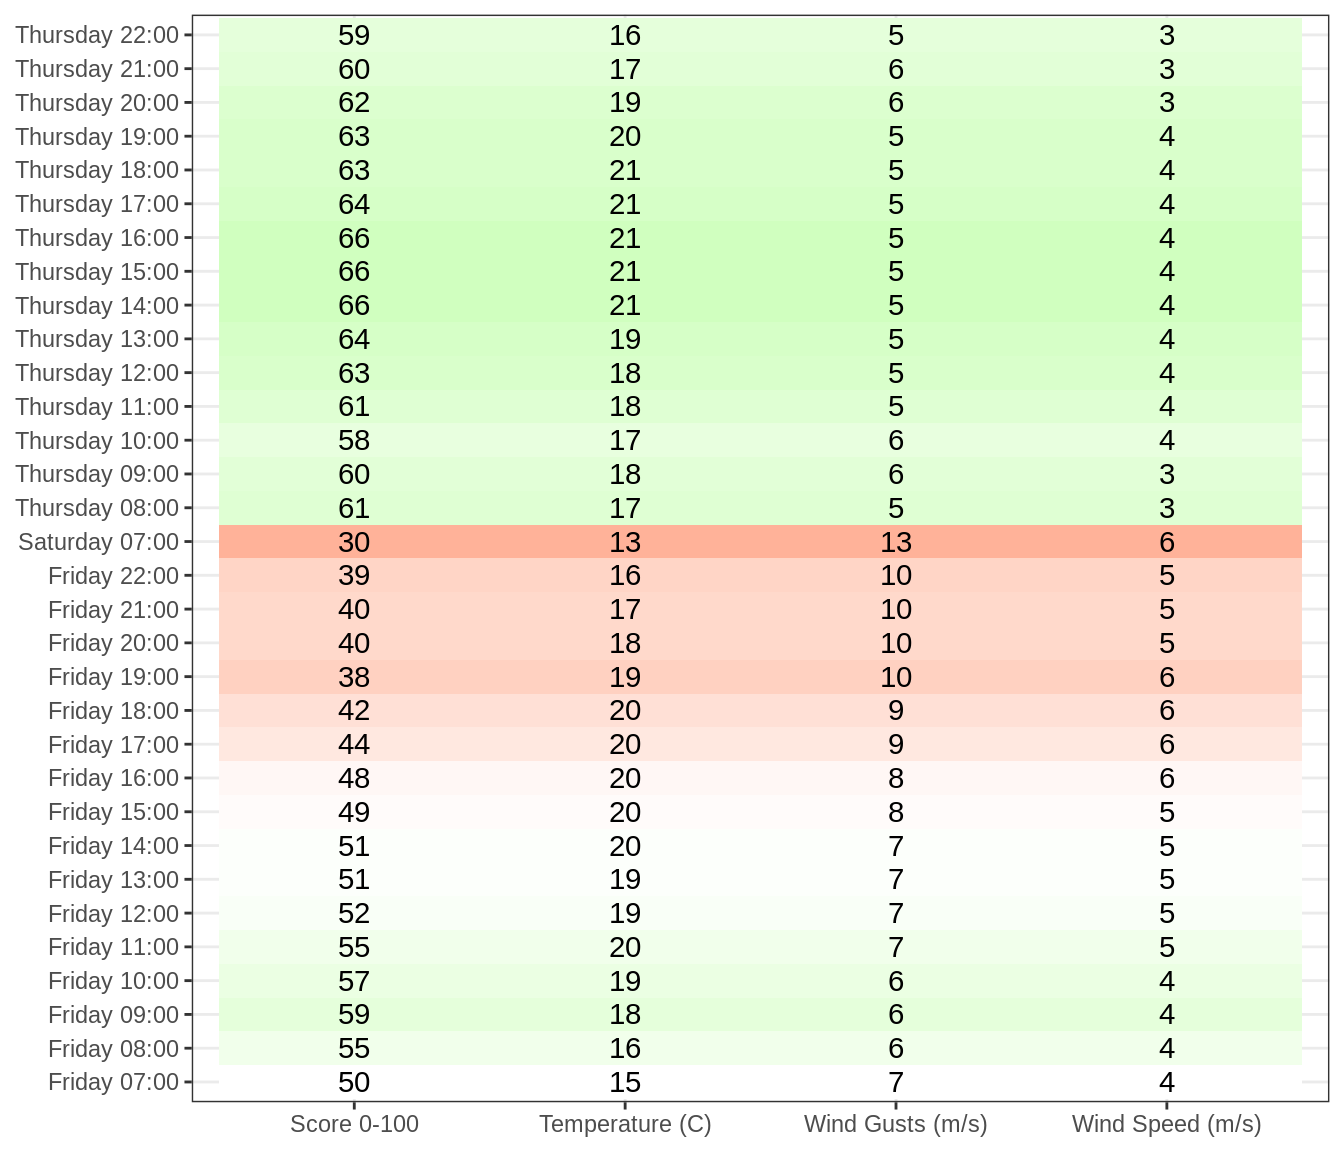 Thursday 22:00 59 16 5 3
Thursday 21:00 60 17 6 3
Thursday 20:00 62 19 6 3
Thursday 19:00 63 20 5 4
Thursday 18:00 63 21 5 4
Thursday 17:00 64 21 5 4
Thursday 16:00 66 21 5 4
Thursday 15:00 66 21 5 4
Thursday 14:00 66 21 5 4
Thursday 13:00 64 19 5 4
Thursday 12:00 63 18 5 4
Thursday 11:00 61 18 5 4
Thursday 10:00 58 17 6 4
Thursday 09:00 60 18 6 3
Thursday 08:00 61 17 5 3
Saturday 07:00 30 13 13 6
Friday 22:00 39 16 10 5
Friday 21:00 40 17 10 5
Friday 20:00 40 18 10 5
Friday 19:00 38 19 10 6
Friday 18:00 42 20 9 6
Friday 17:00 44 20 9 6
Friday 16:00 48 20 8 6
Friday 15:00 49 20 8 5
Friday 14:00 51 20 7 5
Friday 13:00 51 19 7 5
Friday 12:00 52 19 7 5
Friday 11:00 55 20 7 5
Friday 10:00 57 19 6 4
Friday 09:00 59 18 6 4
Friday 08:00 55 16 6 4
Friday 07:00 50 15 7 4
Score 0-100 Temperature (C) Wind Gusts (m/s) Wind Speed (m/s)